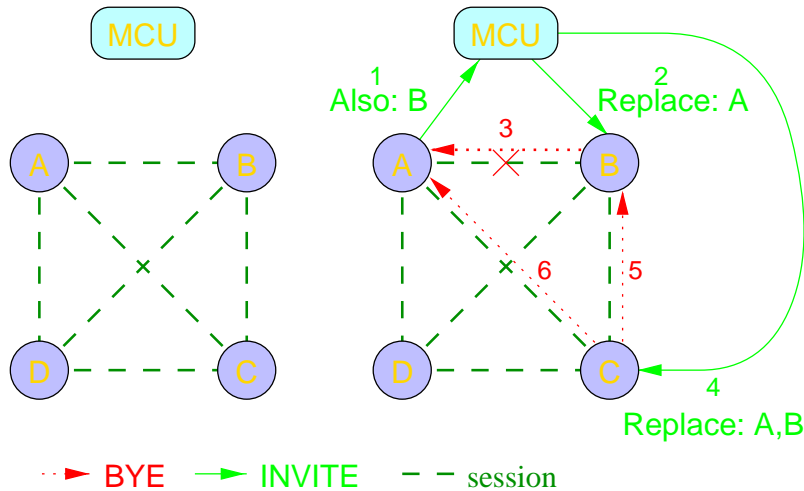 MCU
A
B
D
C
MCU
1
Also: B
2
Replace: A
3
A
B
6
5
D
C
4
Replace: A,B
BYE
INVITE
session